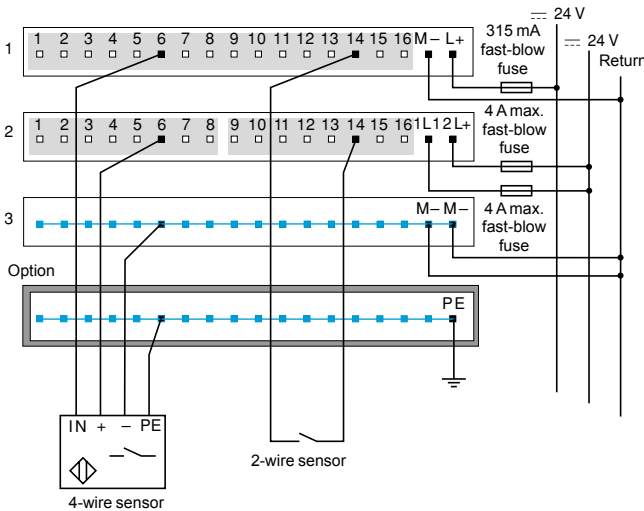 24 V
24 V
Return
315 mA
fast-blow
fuse
1
1 2 3 4 5 6 7 8 9 10 11 12 13 14 15 16 M– L+
4 A max.
fast-blow
fuse
2
1 2 3 4 5 6 7 8 9 10 11 12 13 14 15 16 1L1 2L+
3
M– M–
4 A max.
fast-blow
fuse
Option
PE
IN + – PE
2-wire sensor
4-wire sensor